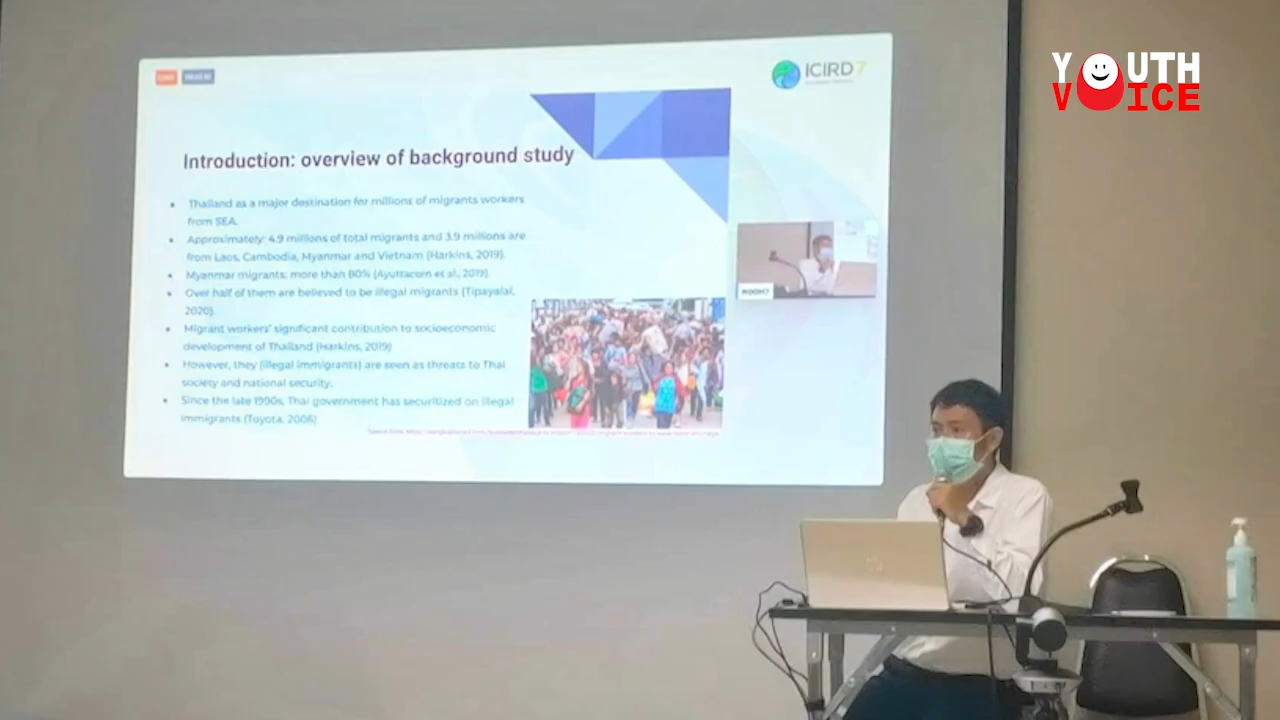 ICIRD 7
YOUTH
VOICE
Introduction: overview of background study
• Thailand as a major destination for millions of migrants workers
from SEA.
• Approximately: 4.9 millions of total migrants and 3.9 millions are
from Laos, Cambodia, Myanmar and Vietnam (Harkins, 2019).
• Myanmar migrants: more than 80% (Ayuttacorn et al., 2019).
• Over half of them are believed to be illegal migrants (Tipayalai,
2020).
• Migrant workers' significant contribution to socioeconomic
development of Thailand (Harkins, 2019)
• However, they (illegal immigrants) are seen as threats to Thai
society and national security.
• Since the late 1990s, Thai government has securitized on illegal
immigrants (Toyota, 2006)